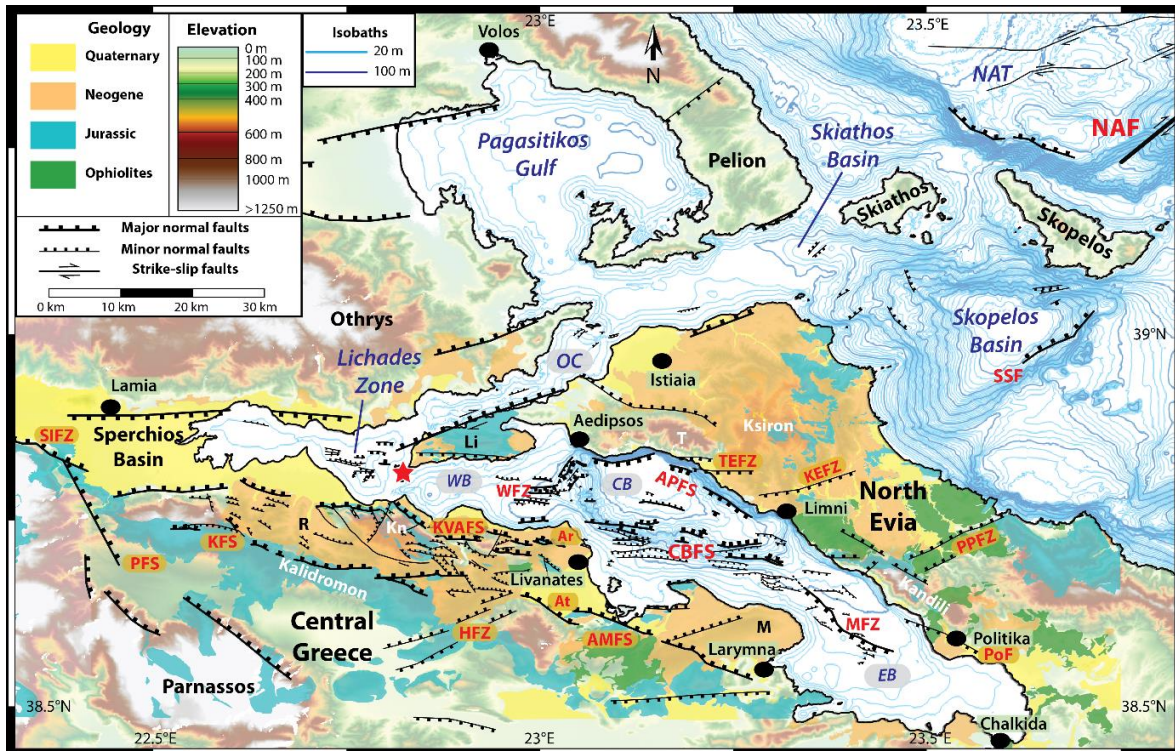 23°E
23.5°E
Geology
Quaternary
Neogene
Jurassic
Ophiolites
Elevation
0 m
100 m
200 m
300 m
400 m
600 m
800 m
1000 m
>1250 m
Isobaths
20 m
100 m
Major normal faults
Minor normal faults
Strike-slip faults
0 km
10 km
20 km
30 km
Volos
N
NAT
NAF
Pagasitikos
Gulf
Pelion
Skiathos
Basin
Skiathos
Skopelos
Othrys
Lichades
Zone
OC
Skopelos
Basin
39°N
SSF
Istiaia
Lamia
Sperchios
Basin
SIFZ
Aedipsos
Li
T
Ksiron
TEFZ
KEFZ
WB
WFZ
CB
APFS
North
Evia
Limni
R
Kn
KVAFS
KFS
Ar
CBFS
PPFZ
PFS
Kalidromon
Livanates
At
Kandili
Central
Greece
HFZ
AMFS
M
MFZ
Larymna
Politika
PoF
Parnassos
EB
38.5°N
38.5°N
Chalkida
22.5°E
23°E
23.5°E